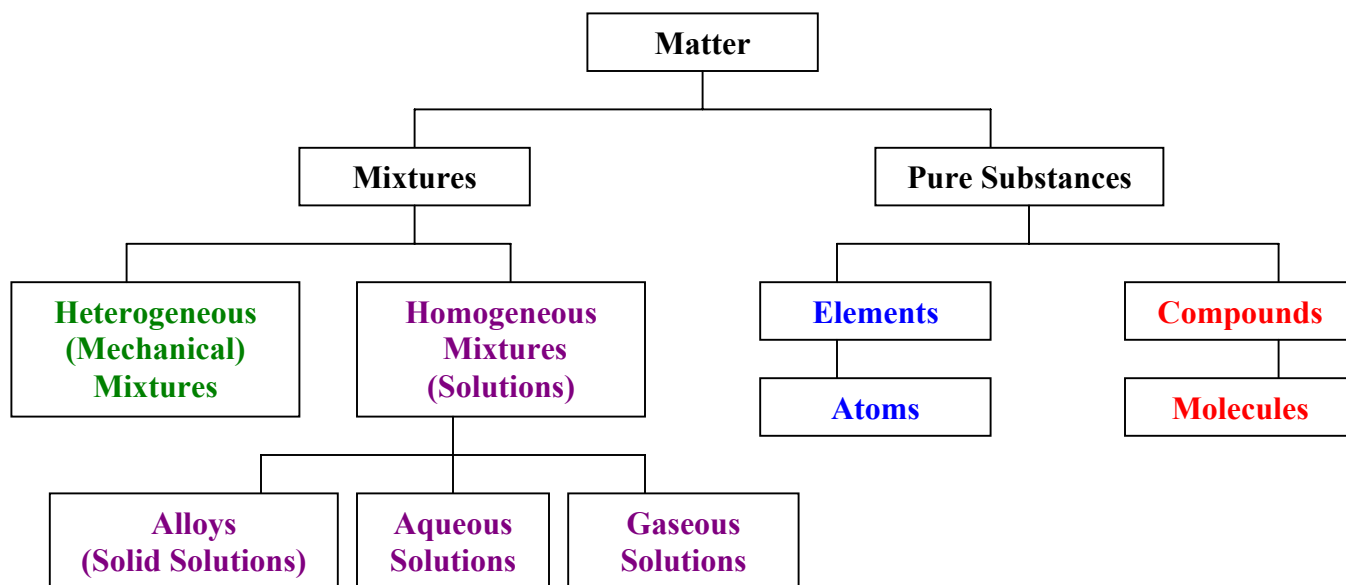 Matter
Mixtures
Pure Substances
Heterogeneous
(Mechanical)
Mixtures
Homogeneous
Mixtures
(Solutions)
Elements
Compounds
Atoms
Molecules
Alloys
(Solid Solutions)
Aqueous
Solutions
Gaseous
Solutions